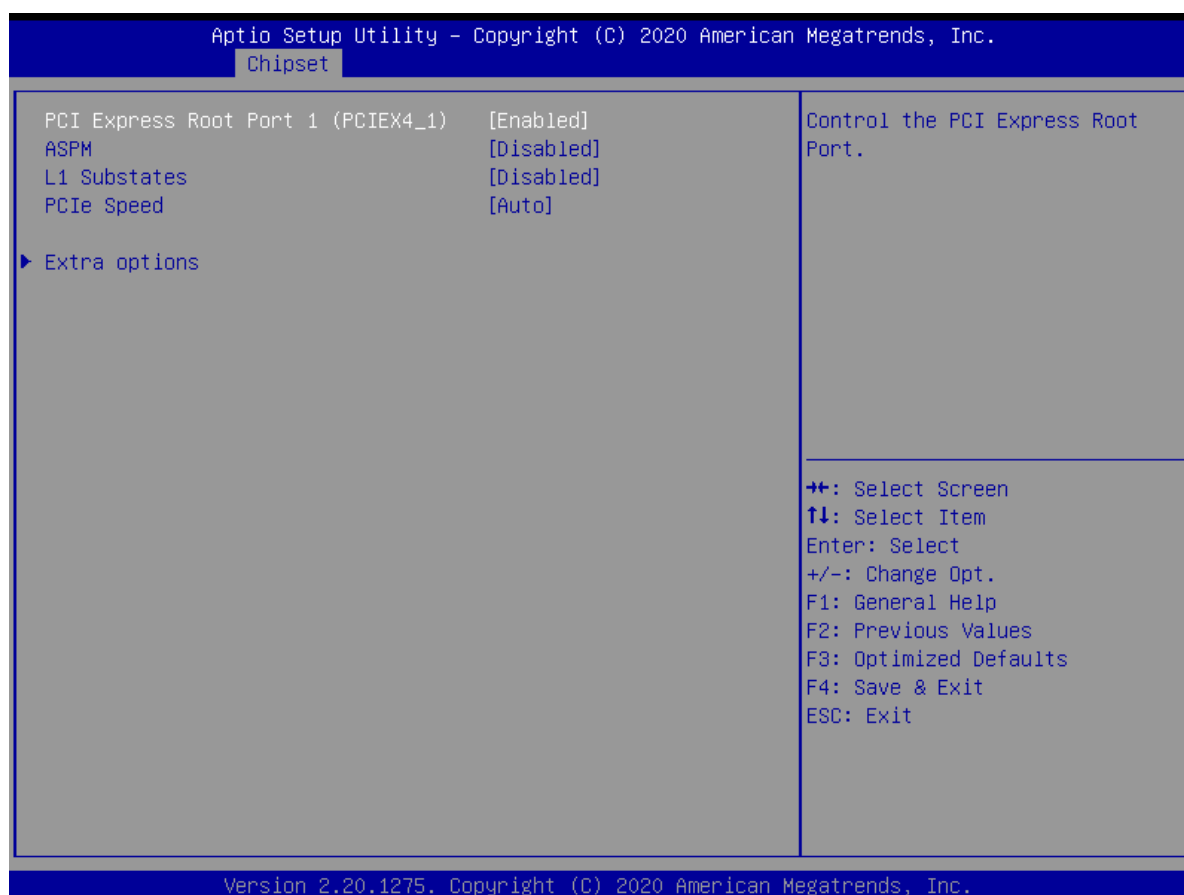 Aptio Setup Utility – Copyright (C) 2020 American Megatrends, Inc.
Chipset
PCI Express Root Port 1 (PCIEX4_1) [Enabled]
ASPM [Disabled]
L1 Substates [Disabled]
PCIe Speed [Auto]
▶ Extra options
Control the PCI Express Root
Port.
→←: Select Screen
↑↓: Select Item
Enter: Select
+/-: Change Opt.
F1: General Help
F2: Previous Values
F3: Optimized Defaults
F4: Save & Exit
ESC: Exit
Version 2.20.1275. Copyright (C) 2020 American Megatrends, Inc.